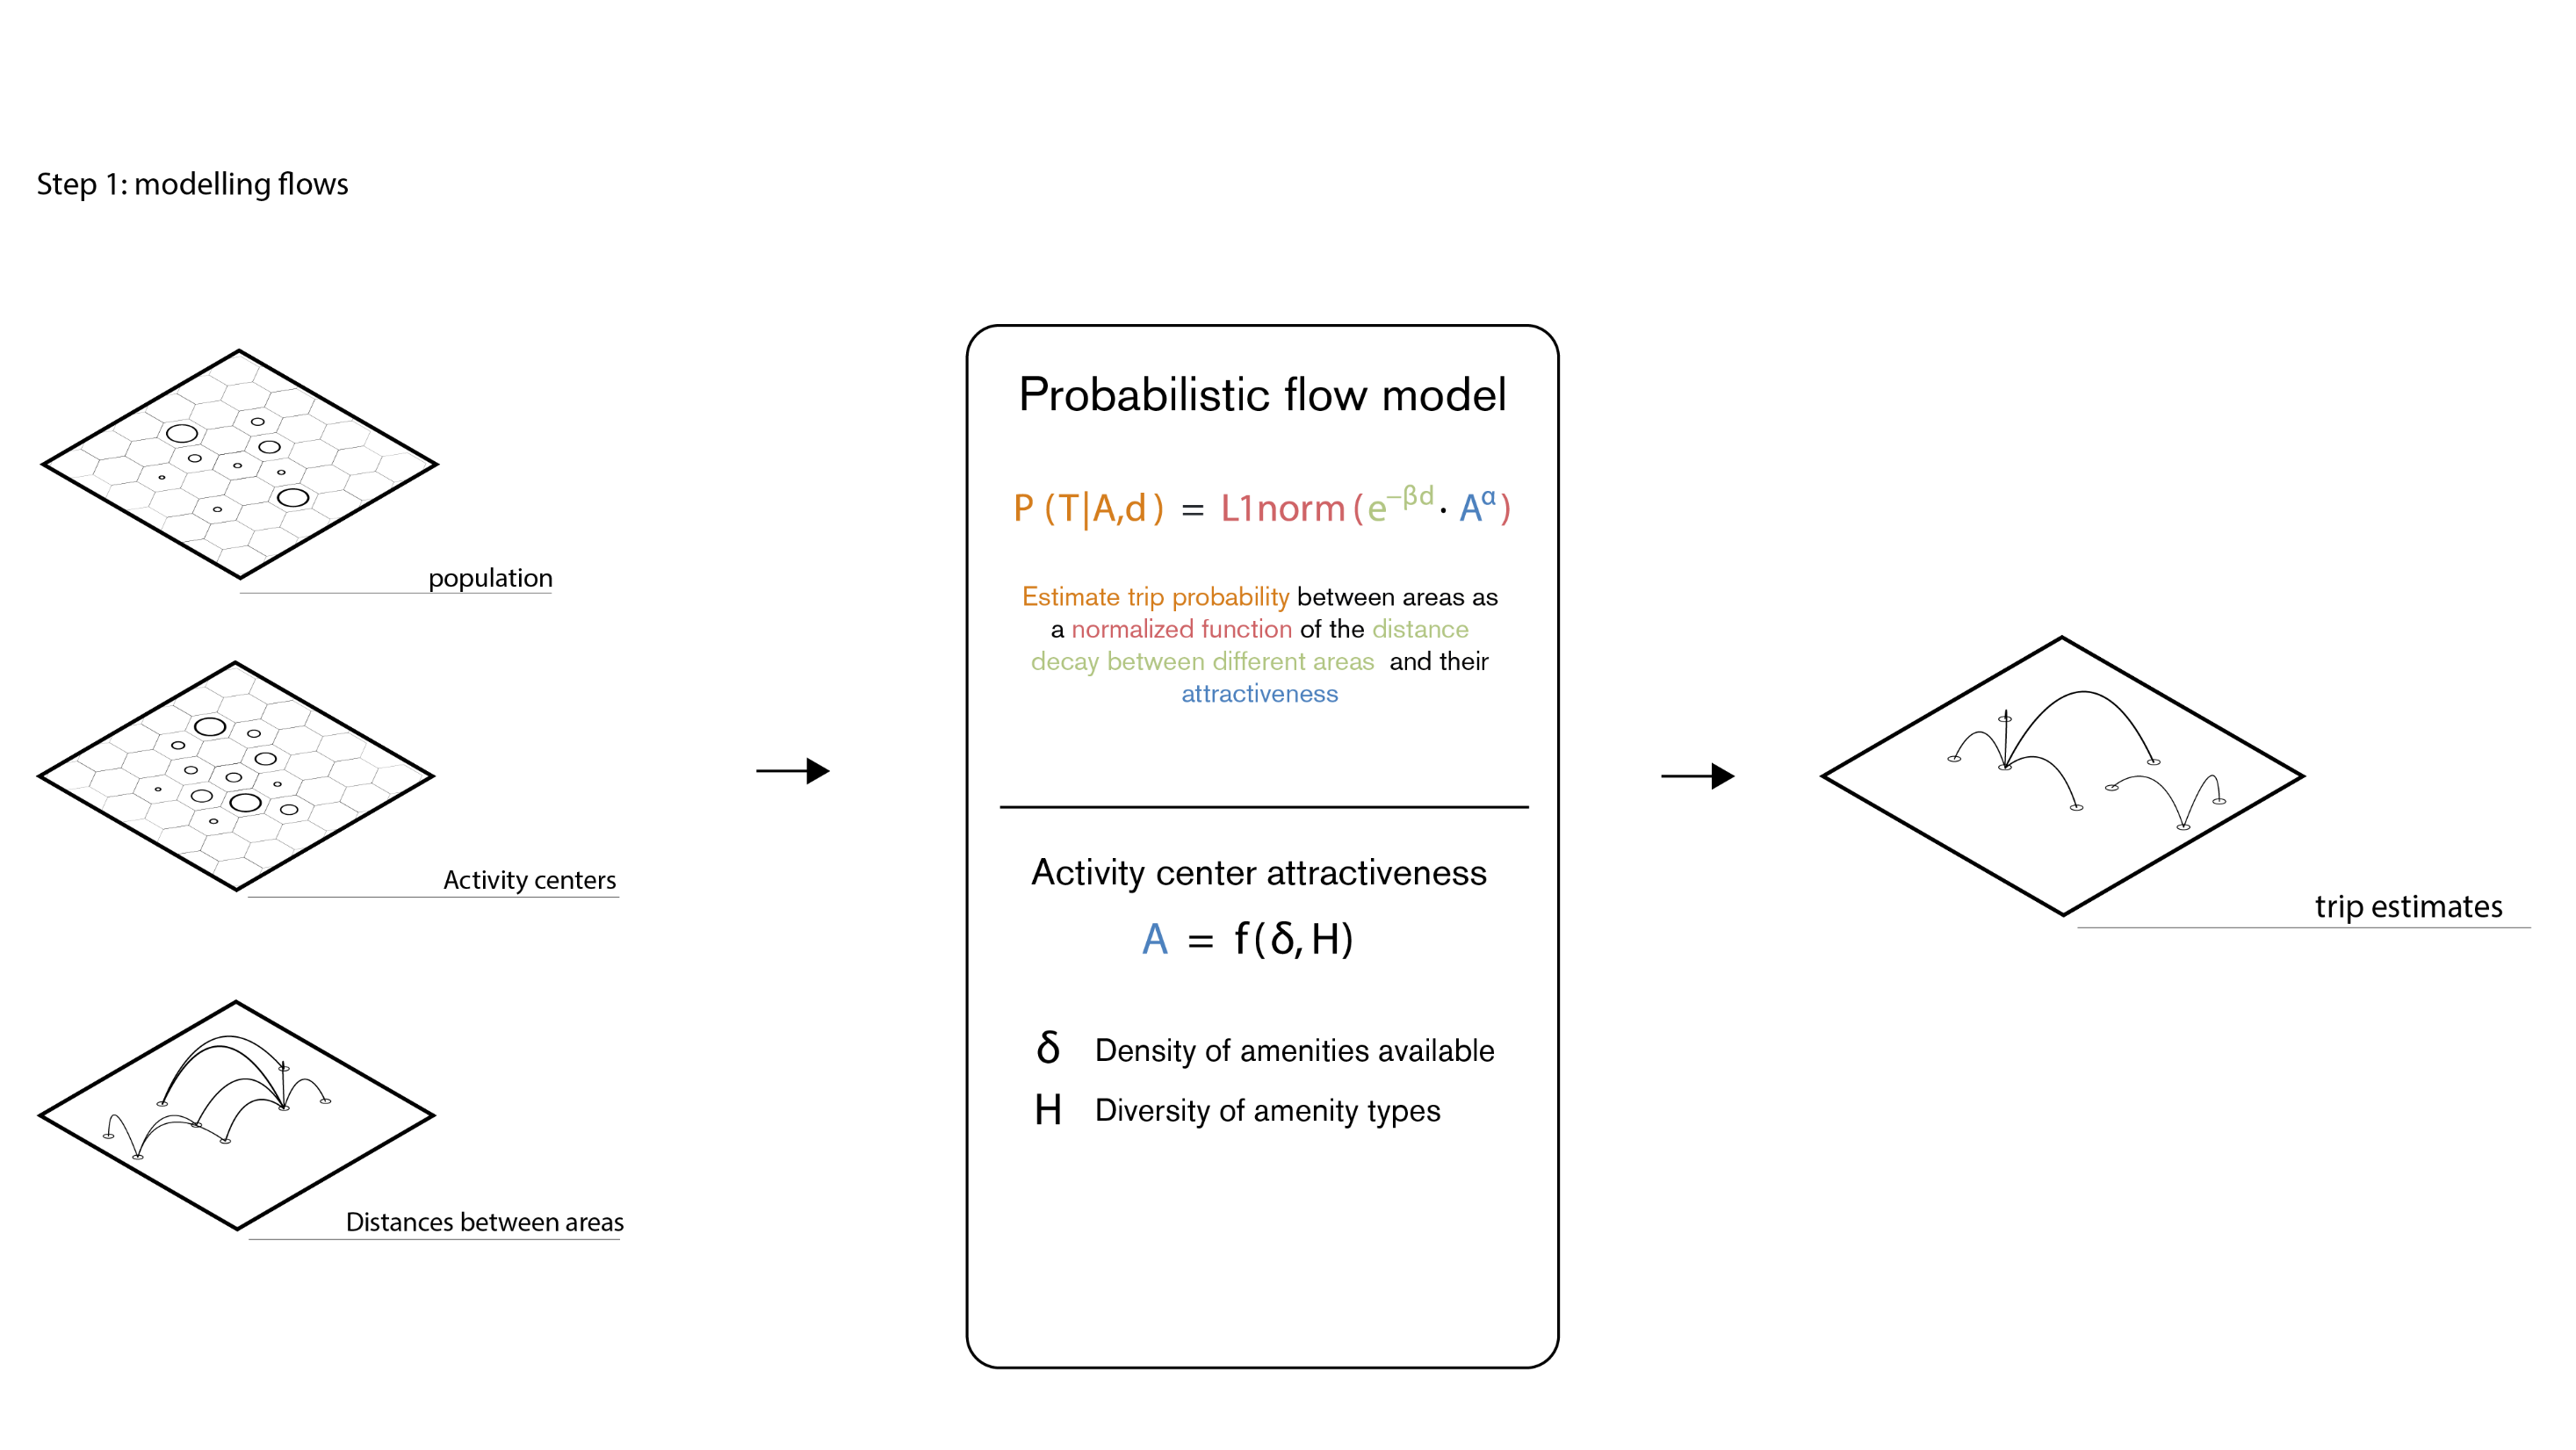 Step 1: modelling flows
population
Activity centers
Distances between areas
Probabilistic flow model
P (T|A,d) = L1norm(e⁻ᵝᵈ · Aᵅ)
Estimate trip probability between areas as
a normalized function of the distance
decay between different areas and their
attractiveness
Activity center attractiveness
A = f(δ, H)
δ Density of amenities available
H Diversity of amenity types
trip estimates